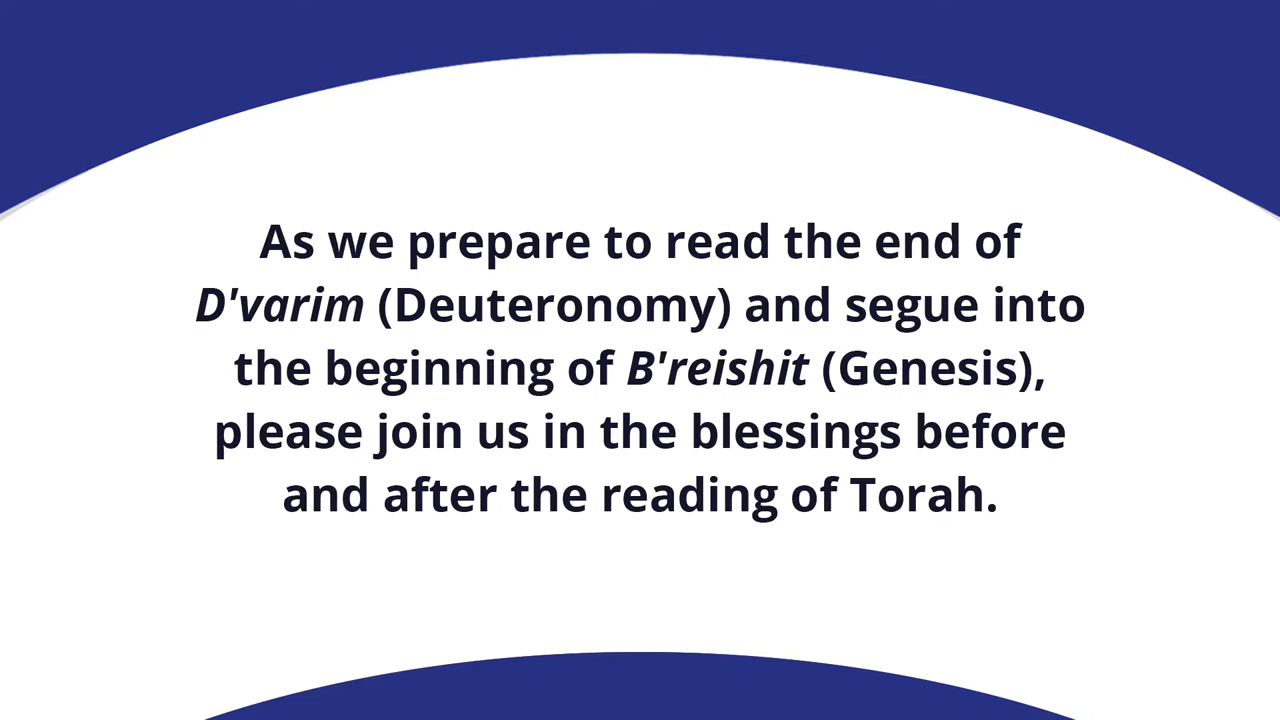 As we prepare to read the end of
D'varim (Deuteronomy) and segue into
the beginning of B'reishit (Genesis),
please join us in the blessings before
and after the reading of Torah.